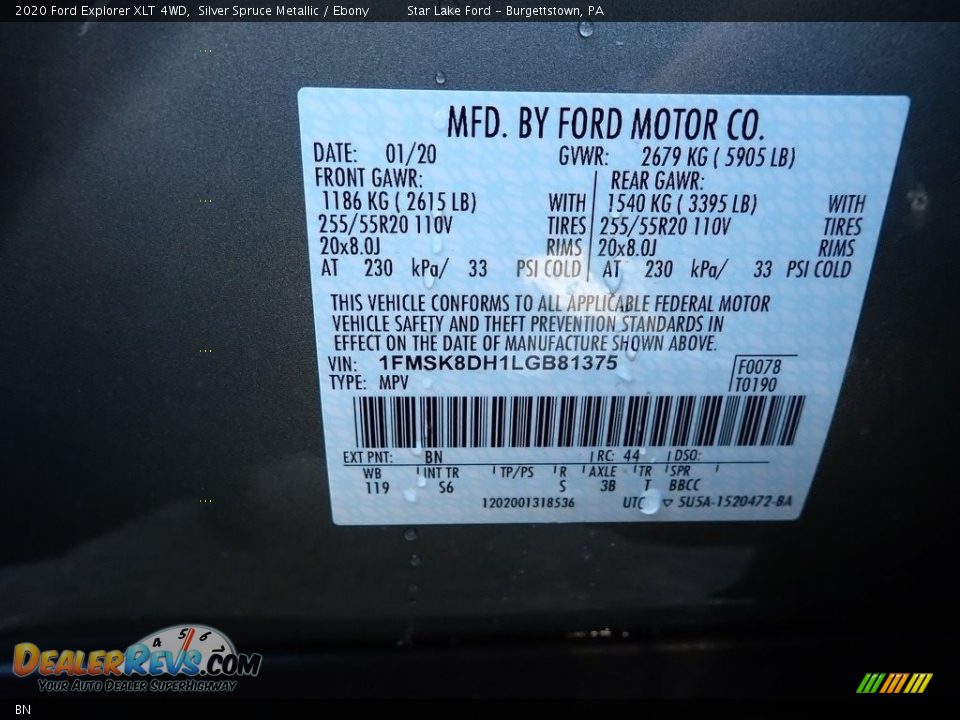 2020 Ford Explorer XLT 4WD, Silver Spruce Metallic / Ebony Star Lake Ford - Burgettstown, PA
MFD. BY FORD MOTOR CO.
DATE: 01/20 GVWR: 2679 KG ( 5905 LB)
FRONT GAWR: REAR GAWR:
1186 KG ( 2615 LB) WITH 1540 KG ( 3395 LB) WITH
255/55R20 110V TIRES 255/55R20 110V TIRES
20x8.0J RIMS 20x8.0J RIMS
AT 230 kPa/ 33 PSI COLD AT 230 kPa/ 33 PSI COLD
THIS VEHICLE CONFORMS TO ALL APPLICABLE FEDERAL MOTOR
VEHICLE SAFETY AND THEFT PREVENTION STANDARDS IN
EFFECT ON THE DATE OF MANUFACTURE SHOWN ABOVE.
VIN: 1FMSK8DH1LGB81375 F0078
TYPE: MPV T0190
EXT PNT: BN RC: 44 DSO:
WB INT TR TP/PS R AXLE TR SPR
119 S6 S 3B T BBCC
1202001318536 UTC ▽ 5U5A-1520472-BA
4 5 6
DealerRevs.com
Your Auto Dealer SuperHighway
BN